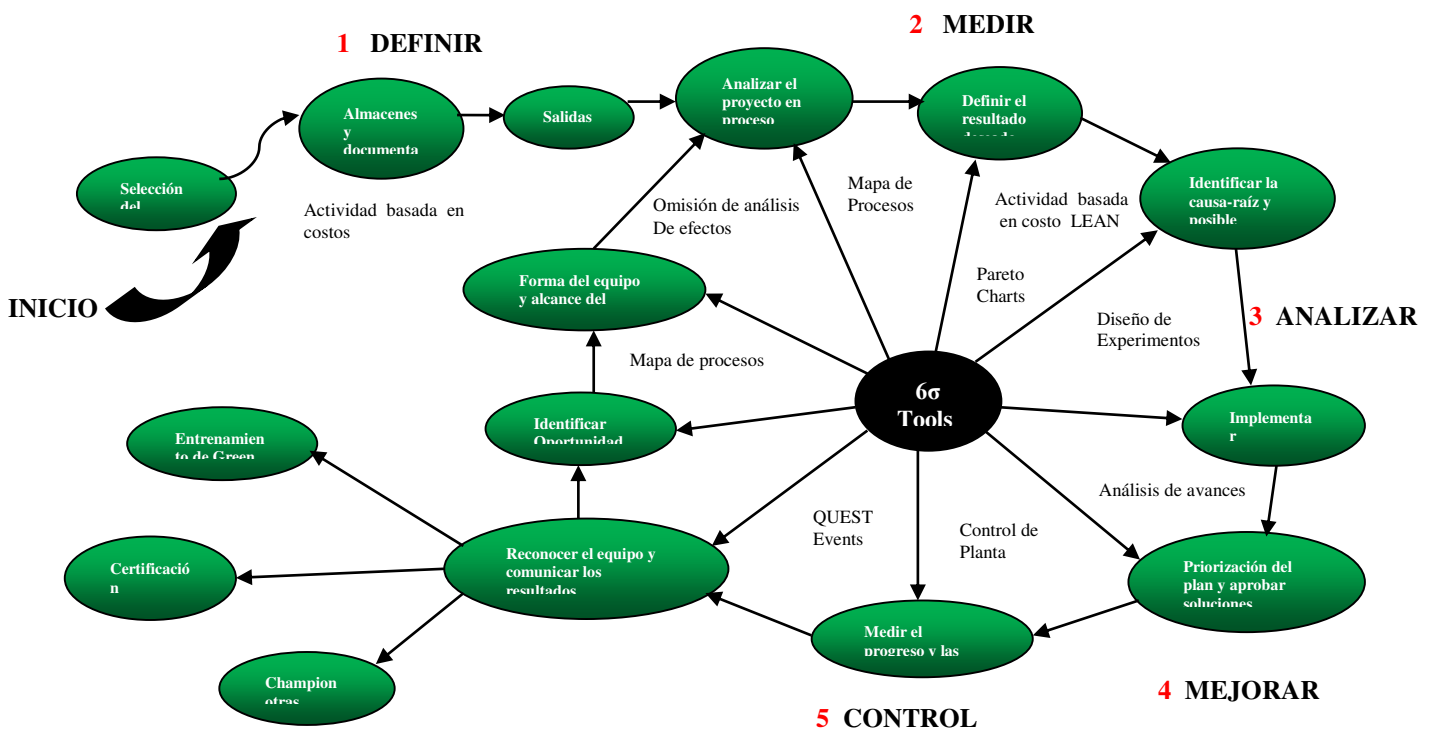 1 DEFINIR
2 MEDIR
Almacenes
y
documenta
Salidas
Analizar el
proyecto en
proceso
Definir el
resultado
deseado
Selección
del
Identificar la
causa-raíz y
posible
Actividad basada en
costos
Omisión de análisis
De efectos
Mapa de
Procesos
Actividad basada
en costo LEAN
INICIO
Forma del equipo
y alcance del
Pareto
Charts
Diseño de
Experimentos
3 ANALIZAR
Mapa de procesos
6σ
Tools
Identificar
Oportunidad
Implementa
r
Entrenamien
to de Green
QUEST
Events
Control de
Planta
Análisis de avances
Reconocer el equipo y
comunicar los
resultados
Certificació
n
Priorización del
plan y aprobar
soluciones
Medir el
progreso y las
Champion
otras
4 MEJORAR
5 CONTROL